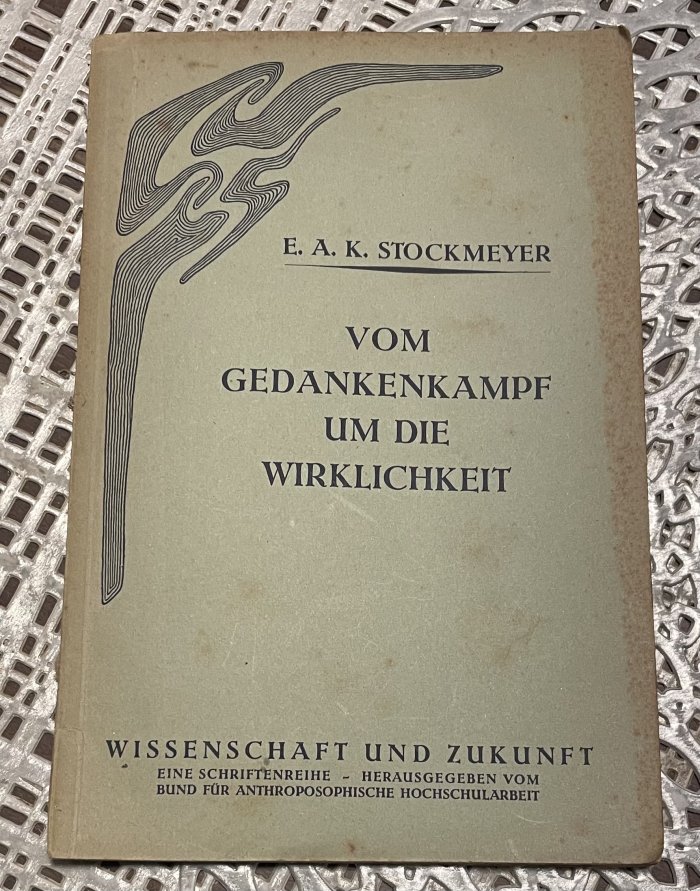 E. A. K. STOCKMEYER
VOM
GEDANKENKAMPF
UM DIE
WIRKLICHKEIT
WISSENSCHAFT UND ZUKUNFT
EINE SCHRIFTENREIHE – HERAUSGEGEBEN VOM
BUND FÜR ANTHROPOSOPHISCHE HOCHSCHULARBEIT